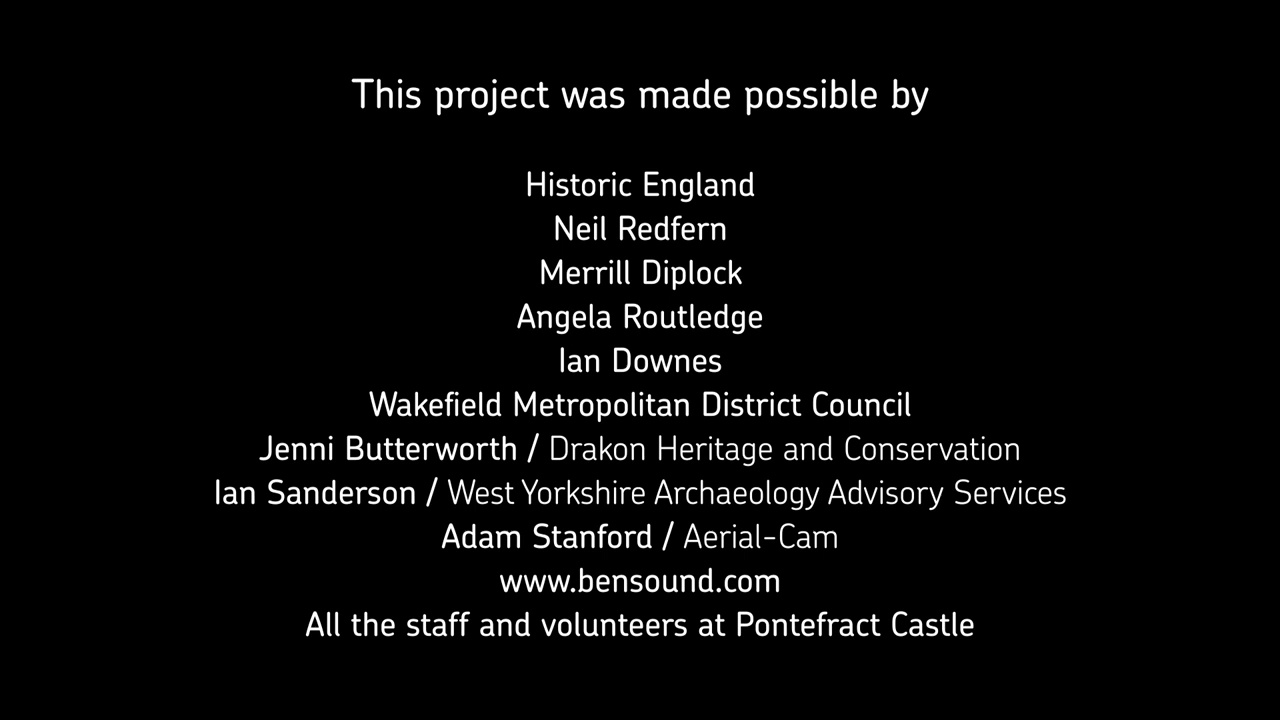 This project was made possible by
Historic England
Neil Redfern
Merrill Diplock
Angela Routledge
Ian Downes
Wakefield Metropolitan District Council
Jenni Butterworth / Drakon Heritage and Conservation
Ian Sanderson / West Yorkshire Archaeology Advisory Services
Adam Stanford / Aerial-Cam
www.bensound.com
All the staff and volunteers at Pontefract Castle